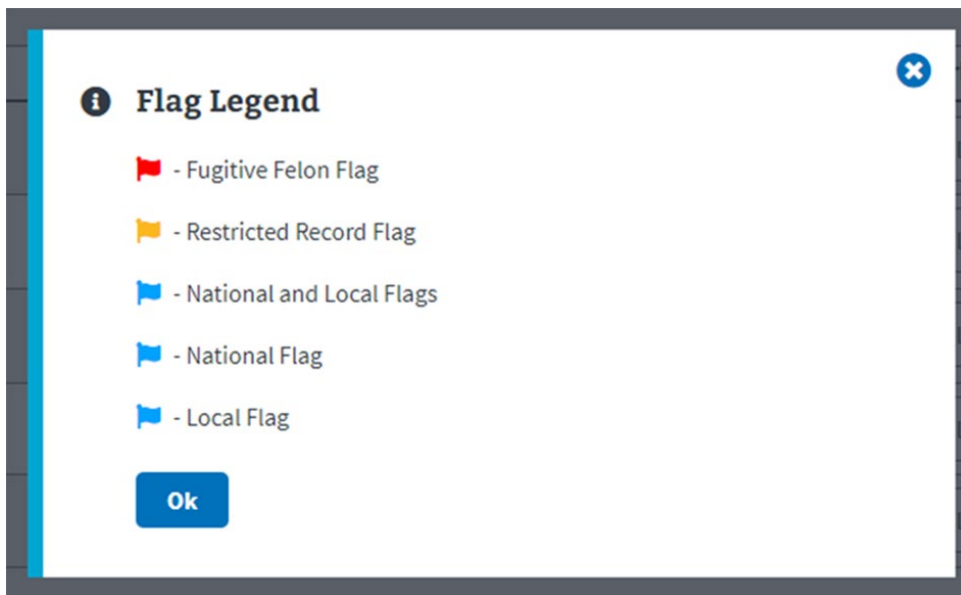 Flag Legend
- Fugitive Felon Flag
- Restricted Record Flag
- National and Local Flags
- National Flag
- Local Flag
Ok